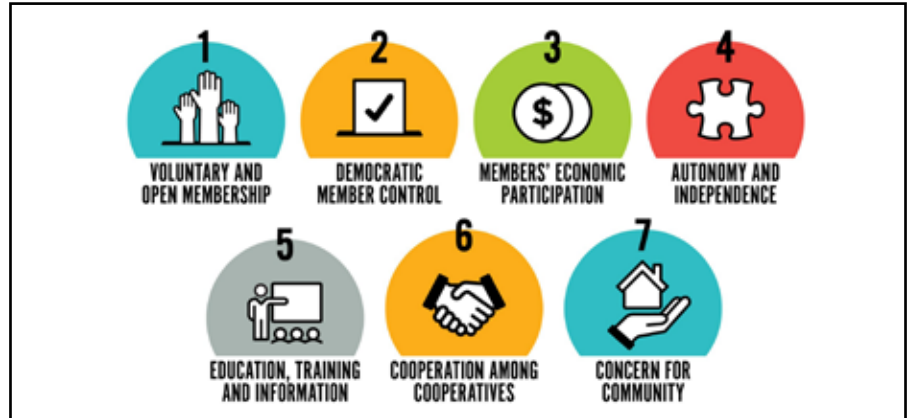 1
VOLUNTARY AND
OPEN MEMBERSHIP
2
DEMOCRATIC
MEMBER CONTROL
3
$
MEMBERS' ECONOMIC
PARTICIPATION
4
AUTONOMY AND
INDEPENDENCE
5
EDUCATION, TRAINING
AND INFORMATION
6
COOPERATION AMONG
COOPERATIVES
7
CONCERN FOR
COMMUNITY